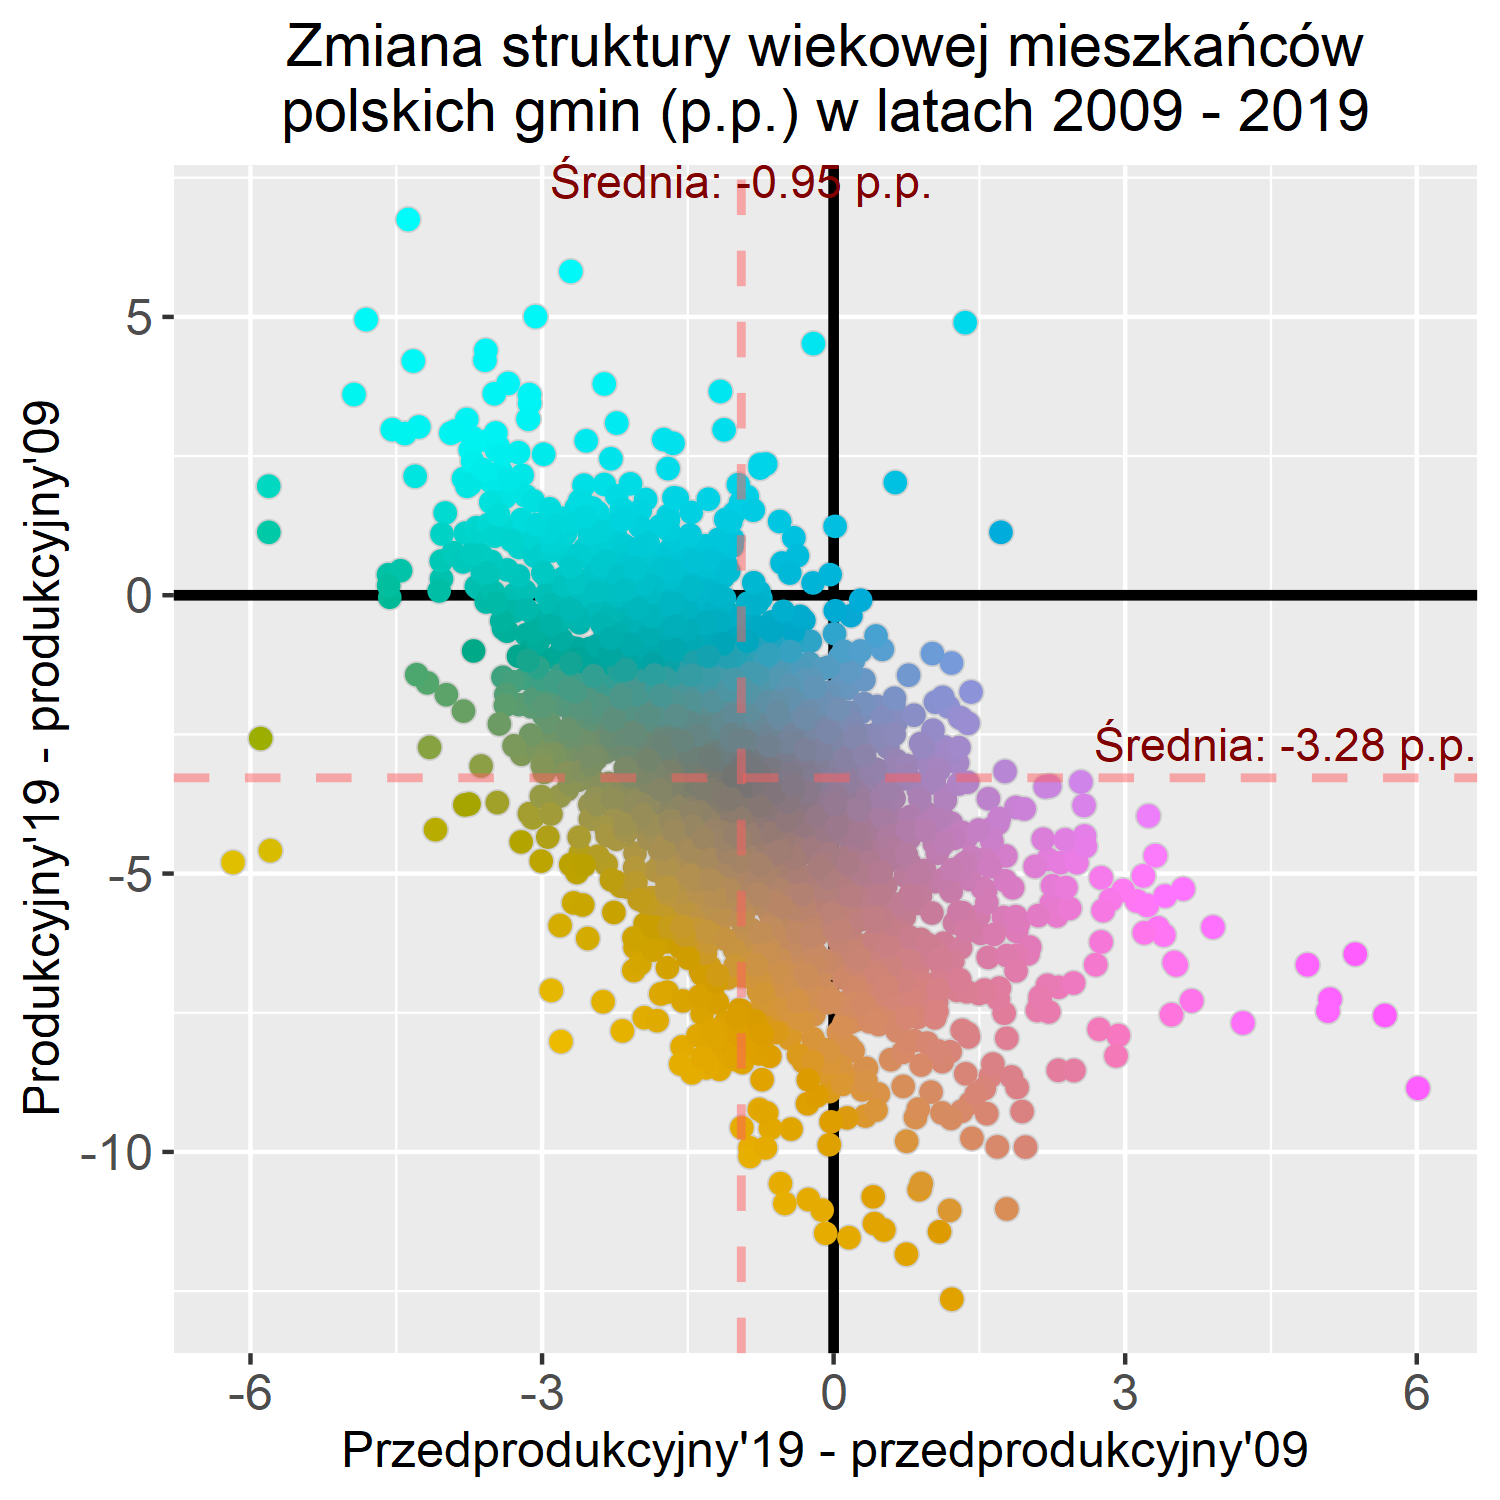 Zmiana struktury wiekowej mieszkańców
polskich gmin (p.p.) w latach 2009 - 2019
Średnia: -0.95 p.p.
5
0
Średnia: -3.28 p.p.
-5
-10
Produkcyjny'19 - produkcyjny'09
-6
-3
0
3
6
Przedprodukcyjny'19 - przedprodukcyjny'09